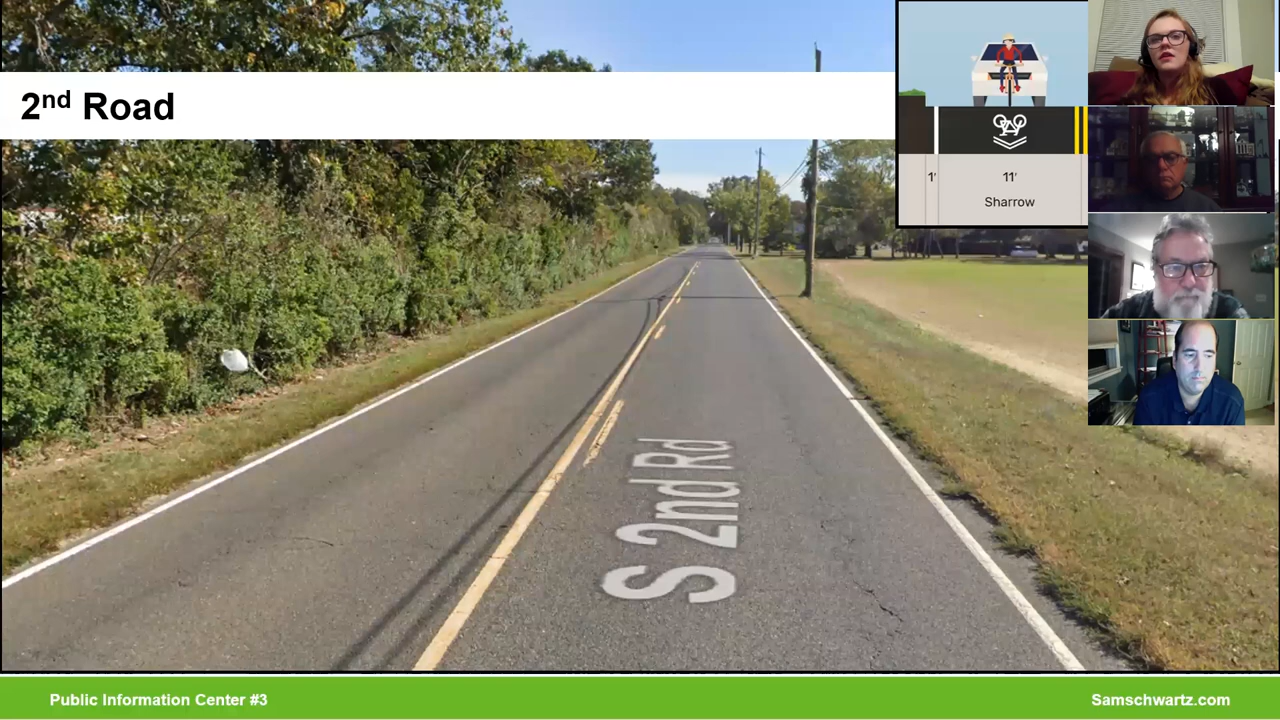 2nd Road
1'
11'
Sharrow
S 2nd Rd
Public Information Center #3
Samschwartz.com